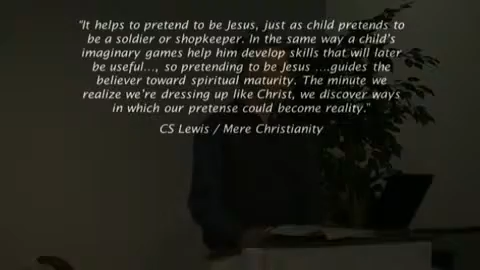 "It helps to pretend to be Jesus, just as child pretends to
be a soldier or shopkeeper. In the same way a child's
imaginary games help him develop skills that will later
be useful..., so pretending to be Jesus ....guides the
believer toward spiritual maturity. The minute we
realize we're dressing up like Christ, we discover ways
in which our pretense could become reality."
CS Lewis / Mere Christianity